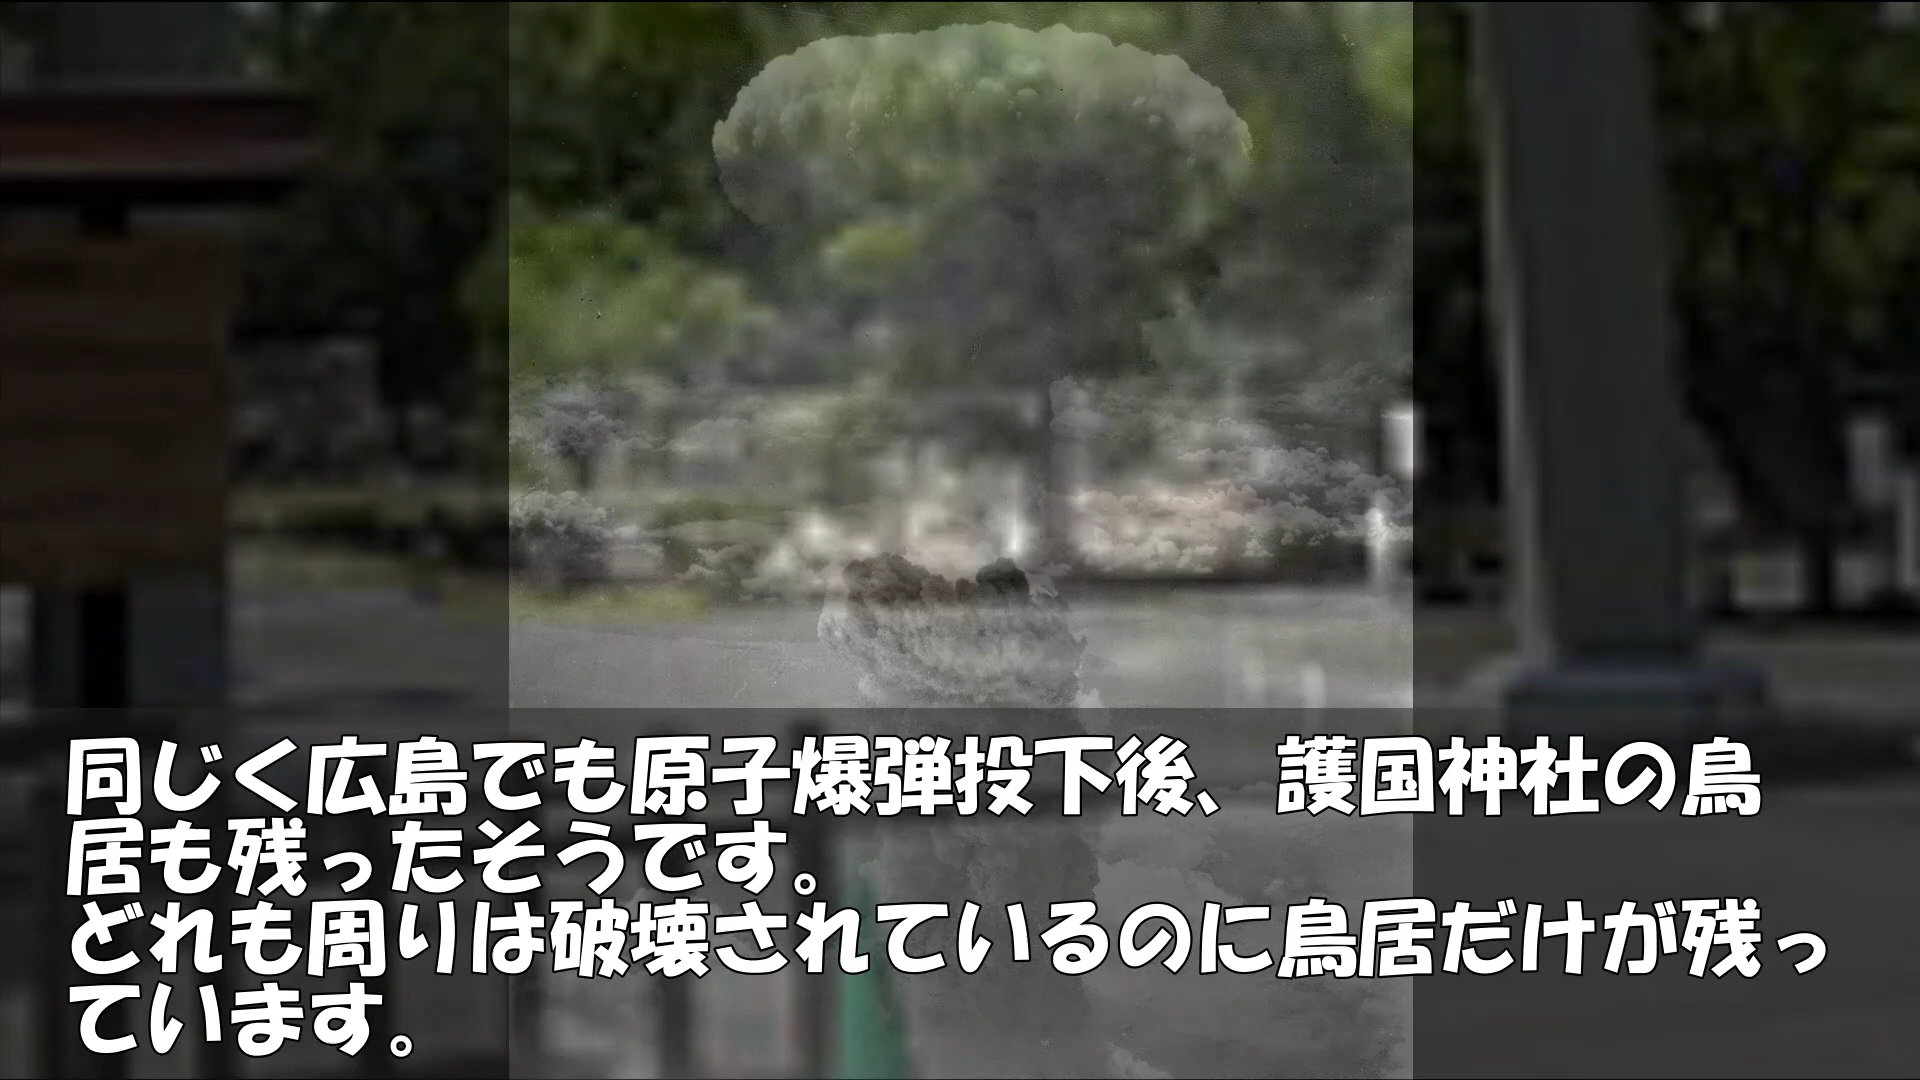 同じく広島でも原子爆弾投下後、護国神社の鳥
居も残ったそうです。
どれも周りは破壊されているのに鳥居だけが残っ
ています。